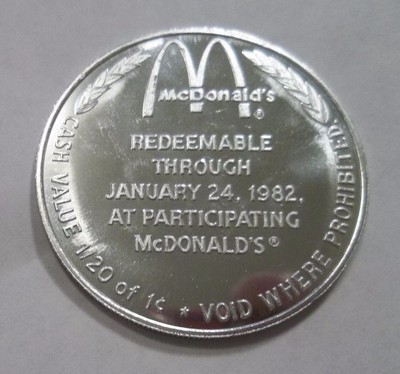 McDonald's®
REDEEMABLE
THROUGH
JANUARY 24, 1982,
AT PARTICIPATING
McDONALD'S®
CASH VALUE 1/20 of 1¢ * VOID WHERE PROHIBITED.